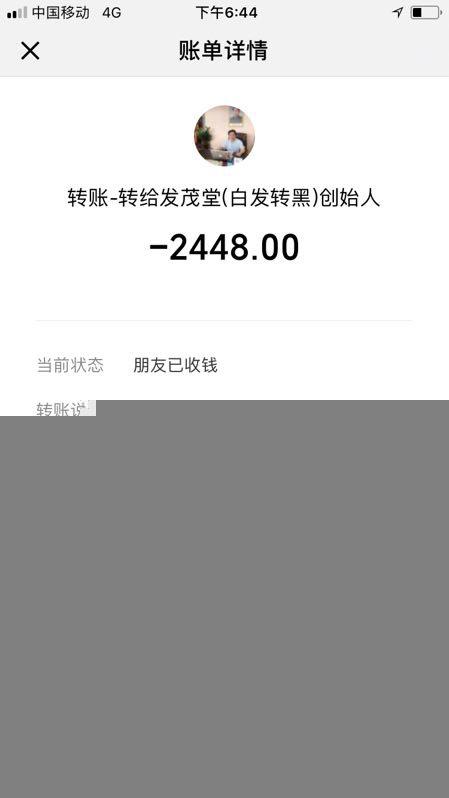 中国移动 4G 下午6:44
账单详情
转账-转给发茂堂(白发转黑)创始人
-2448.00
当前状态 朋友已收钱
转账